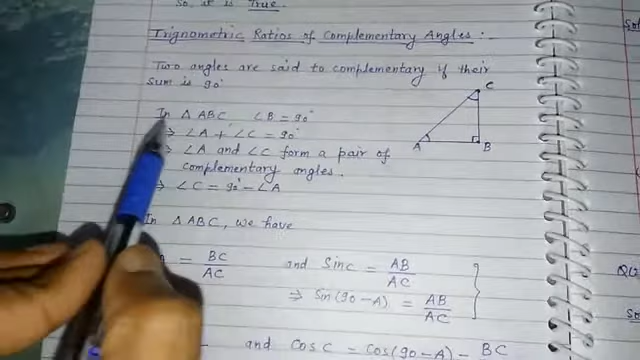 So, it is True.
Trignometric Ratios of Complementary Angles :-
Two angles are said to complementary if their
sum is 90°
C
A
B
In △ ABC, ∠B = 90°
⇒ ∠A + ∠C = 90°
⇒ ∠A and ∠C form a pair of
complementary angles.
⇒ ∠C = 90° - ∠A
In △ ABC, we have
= BC/AC and Sin C = AB/AC
⇒ Sin (90 - A) = AB/AC
and Cos C = Cos (90 - A) = BC